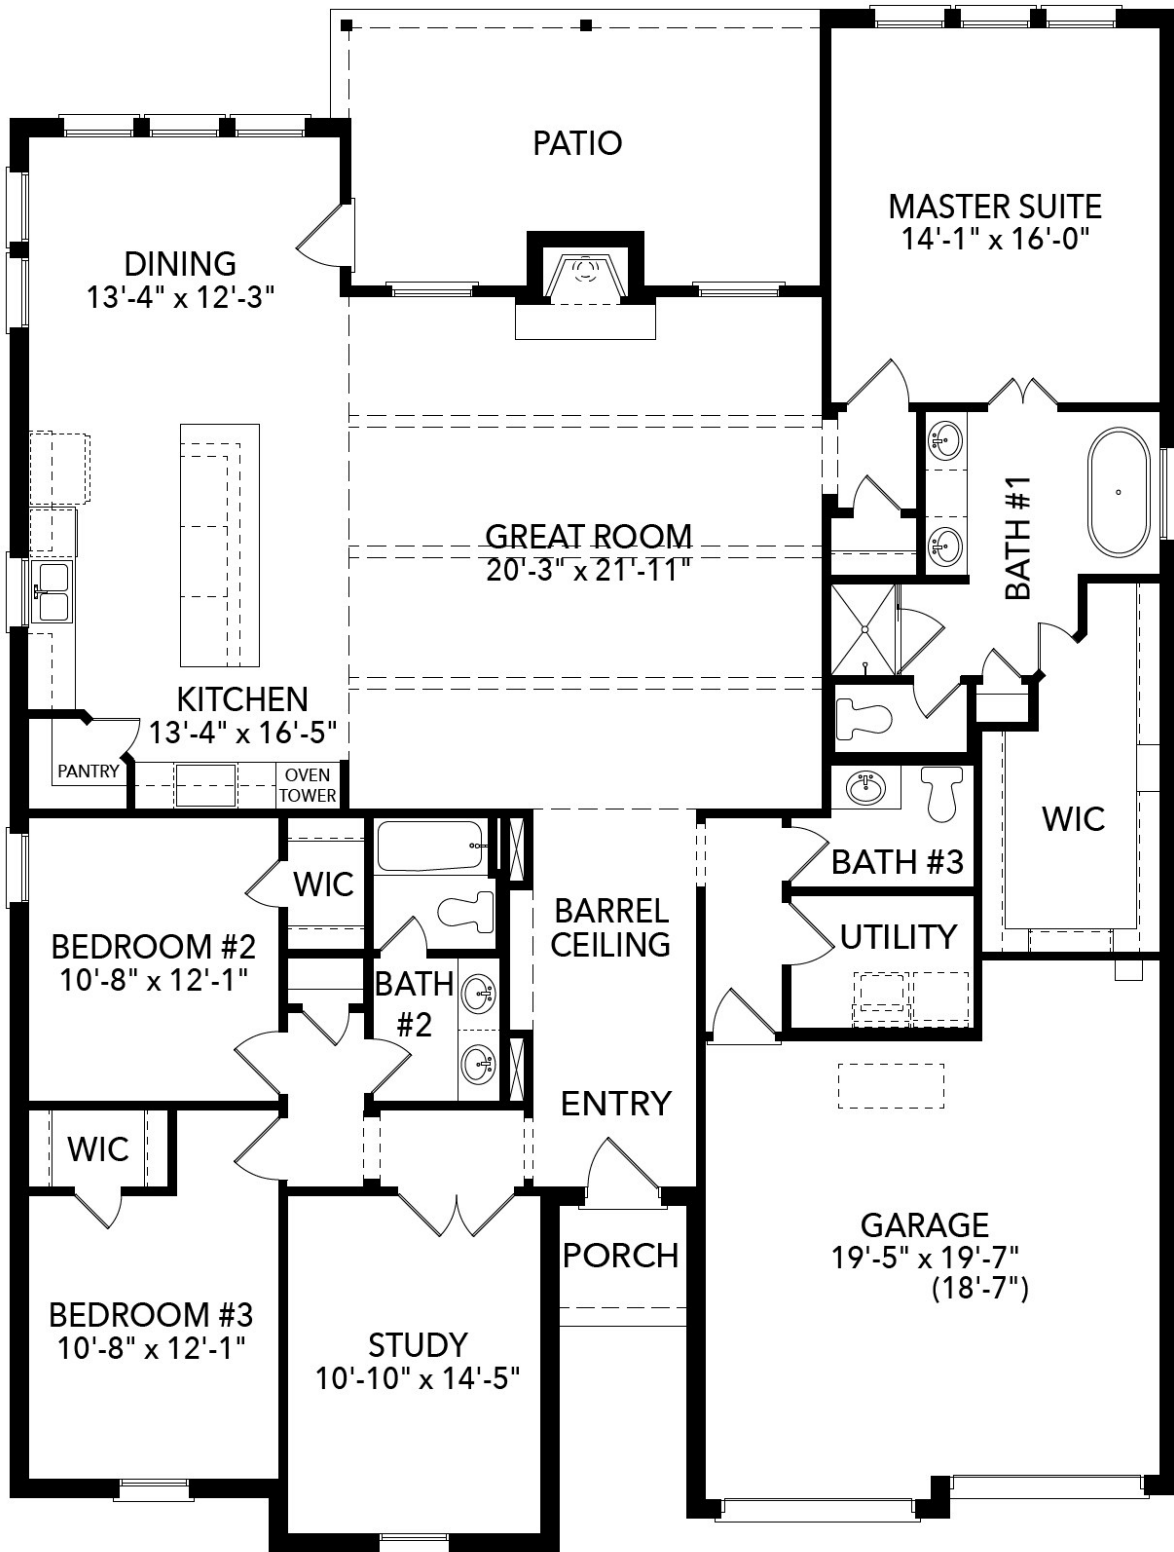 PATIO
MASTER SUITE
14'-1" x 16'-0"
DINING
13'-4" x 12'-3"
GREAT ROOM
20'-3" x 21'-11"
BATH #1
KITCHEN
13'-4" x 16'-5"
PANTRY
OVEN
TOWER
WIC
BATH #3
WIC
BARREL
CEILING
UTILITY
BEDROOM #2
10'-8" x 12'-1"
BATH
#2
ENTRY
WIC
PORCH
GARAGE
19'-5" x 19'-7"
(18'-7")
BEDROOM #3
10'-8" x 12'-1"
STUDY
10'-10" x 14'-5"